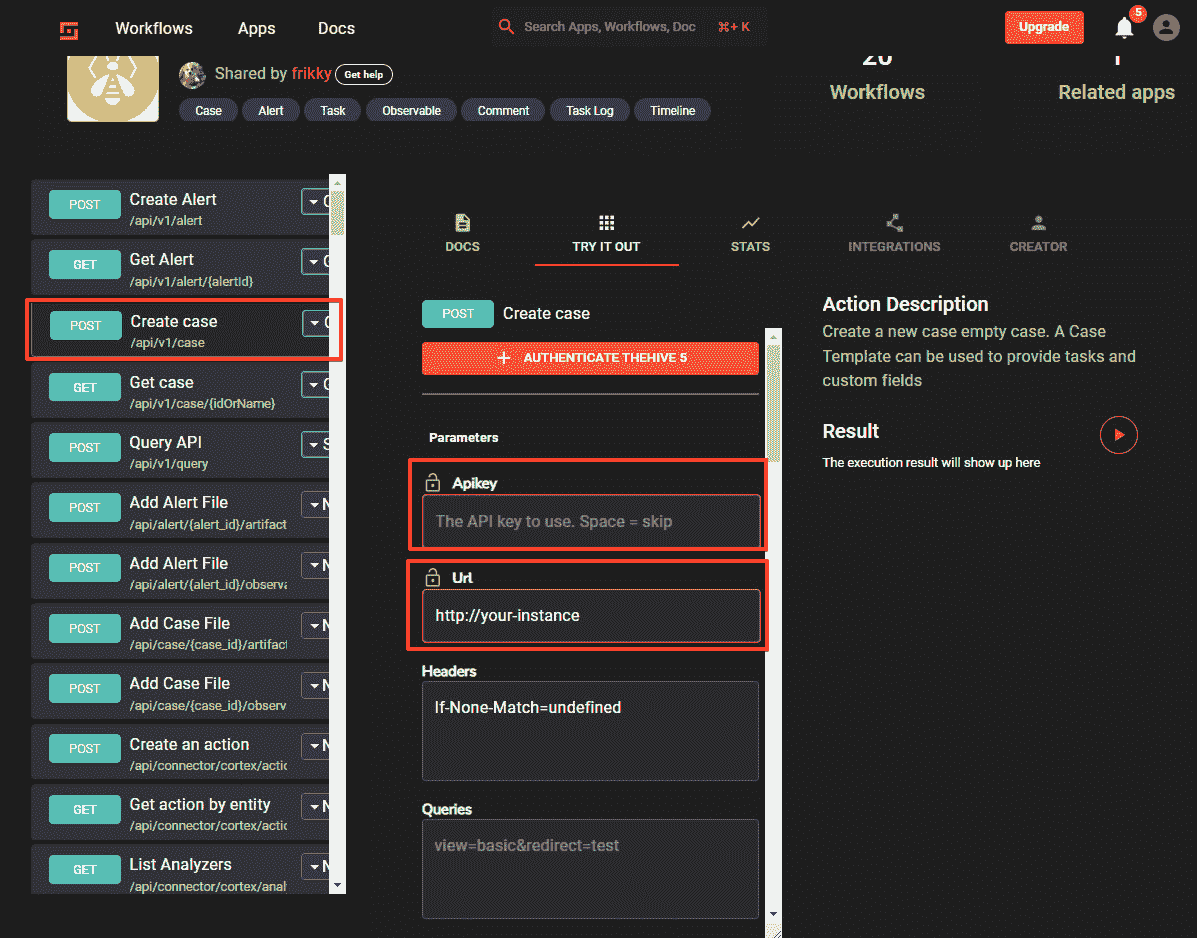 Workflows
Apps
Docs
Search Apps, Workflows, Doc
⌘+ K
Upgrade
5
Shared by frikky
Get help
Case
Alert
Task
Observable
Comment
Task Log
Timeline
Workflows
Related apps
POST
Create Alert
/api/v1/alert
GET
Get Alert
/api/v1/alert/{alertId}
POST
Create case
/api/v1/case
GET
Get case
/api/v1/case/{idOrName}
POST
Query API
/api/v1/query
POST
Add Alert File
/api/alert/{alert_id}/artifact
POST
Add Alert File
/api/alert/{alert_id}/observa
POST
Add Case File
/api/case/{case_id}/artifact
POST
Add Case File
/api/case/{case_id}/observ
POST
Create an action
/api/connector/cortex/actic
GET
Get action by entity
/api/connector/cortex/actic
GET
List Analyzers
/api/connector/cortex/anal
DOCS
TRY IT OUT
STATS
INTEGRATIONS
CREATOR
POST
Create case
+ AUTHENTICATE THEHIVE 5
Parameters
Apikey
The API key to use. Space = skip
Url
http://your-instance
Headers
If-None-Match=undefined
Queries
view=basic&redirect=test
Action Description
Create a new case empty case. A Case
Template can be used to provide tasks and
custom fields
Result
The execution result will show up here